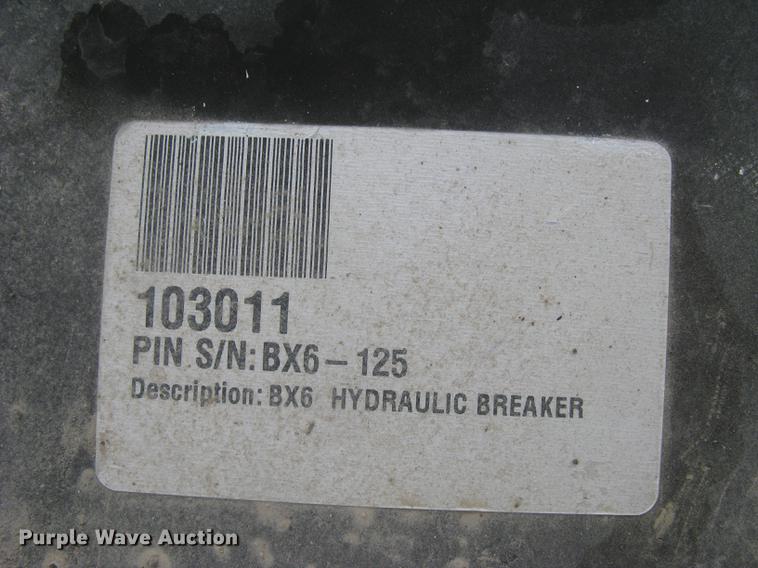 103011
PIN S/N: BX6-125
Description: BX6 HYDRAULIC BREAKER
Purple Wave Auction